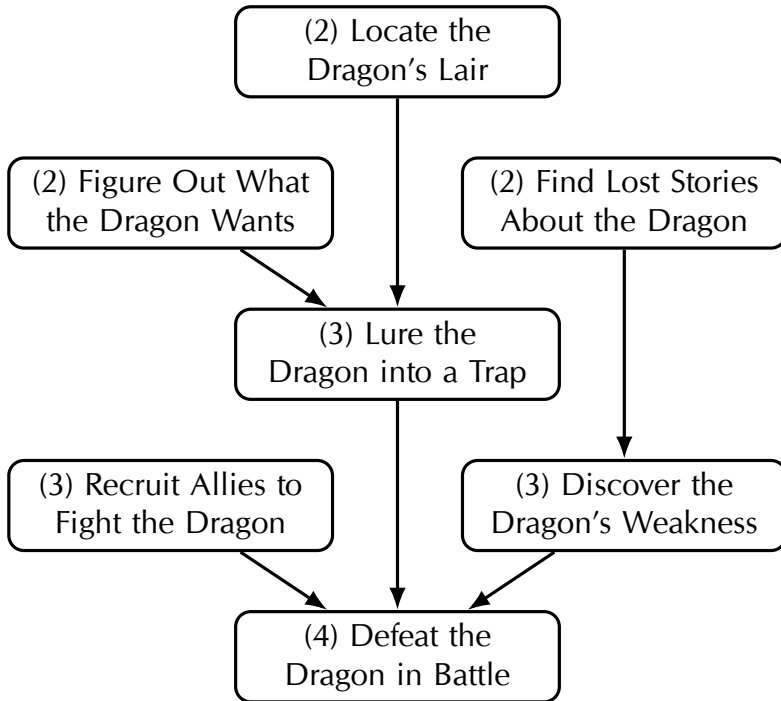 (2) Locate the
Dragon’s Lair
(2) Figure Out What
the Dragon Wants
(2) Find Lost Stories
About the Dragon
(3) Lure the
Dragon into a Trap
(3) Recruit Allies to
Fight the Dragon
(3) Discover the
Dragon’s Weakness
(4) Defeat the
Dragon in Battle